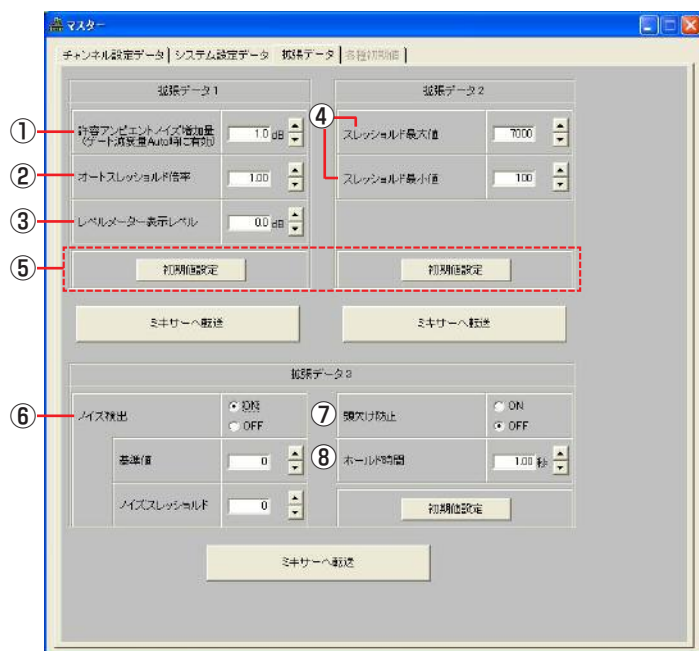 マスター
チャンネル設定データ システム設定データ 拡張データ 各種初期値
拡張データ1
拡張データ2
① 許容アンビエントノイズ増加量
(ゲート減衰量Auto時に有効)
1.0 dB
④ スレッショルド最大値 7000
② オートスレッショルド倍率 1.00
スレッショルド最小値 100
③ レベルメーター表示レベル 0.0 dB
⑤ 初期値設定 初期値設定
ミキサーへ転送 ミキサーへ転送
拡張データ3
⑥ ノイズ検出 ON
OFF
⑦ 頭欠け防止 ON
OFF
基準値 0
⑧ ホールド時間 1.00 秒
ノイズスレッショルド 0
初期値設定
ミキサーへ転送